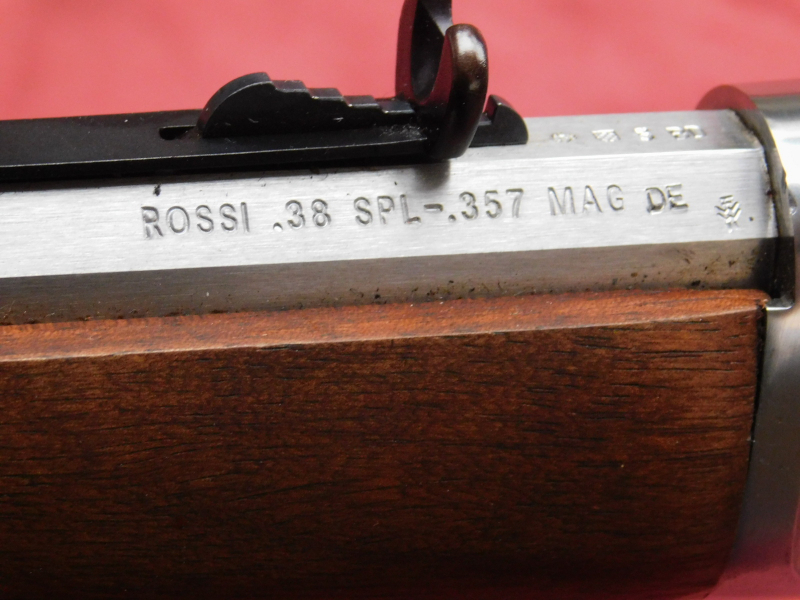 ROSSI .38 SPL-.357 MAG DE